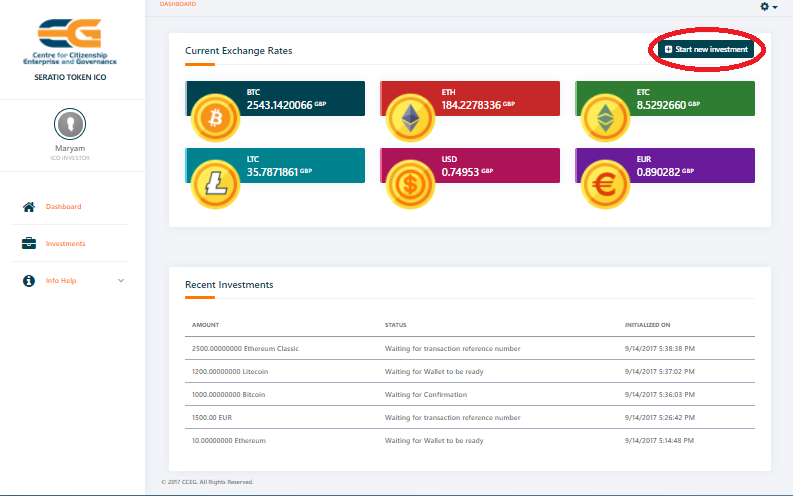 DASHBOARD
CEG
Centre for Citizenship
Enterprise and Governance
SERATIO TOKEN ICO
Maryam
ICO INVESTOR
Dashboard
Investments
Info Help
Current Exchange Rates
Start new investment
BTC
2543.1420066 GBP
ETH
184.2278336 GBP
ETC
8.5292660 GBP
LTC
35.7871861 GBP
USD
0.74953 GBP
EUR
0.890282 GBP
Recent Investments
AMOUNT STATUS INITIALIZED ON
2500.00000000 Ethereum Classic Waiting for transaction reference number 9/14/2017 5:38:38 PM
1200.00000000 Litecoin Waiting for Wallet to be ready 9/14/2017 5:37:02 PM
1000.00000000 Bitcoin Waiting for Confirmation 9/14/2017 5:36:03 PM
1500.00 EUR Waiting for transaction reference number 9/14/2017 5:26:42 PM
10.00000000 Ethereum Waiting for Wallet to be ready 9/14/2017 5:14:48 PM
© 2017 CCEG. All Rights Reserved.